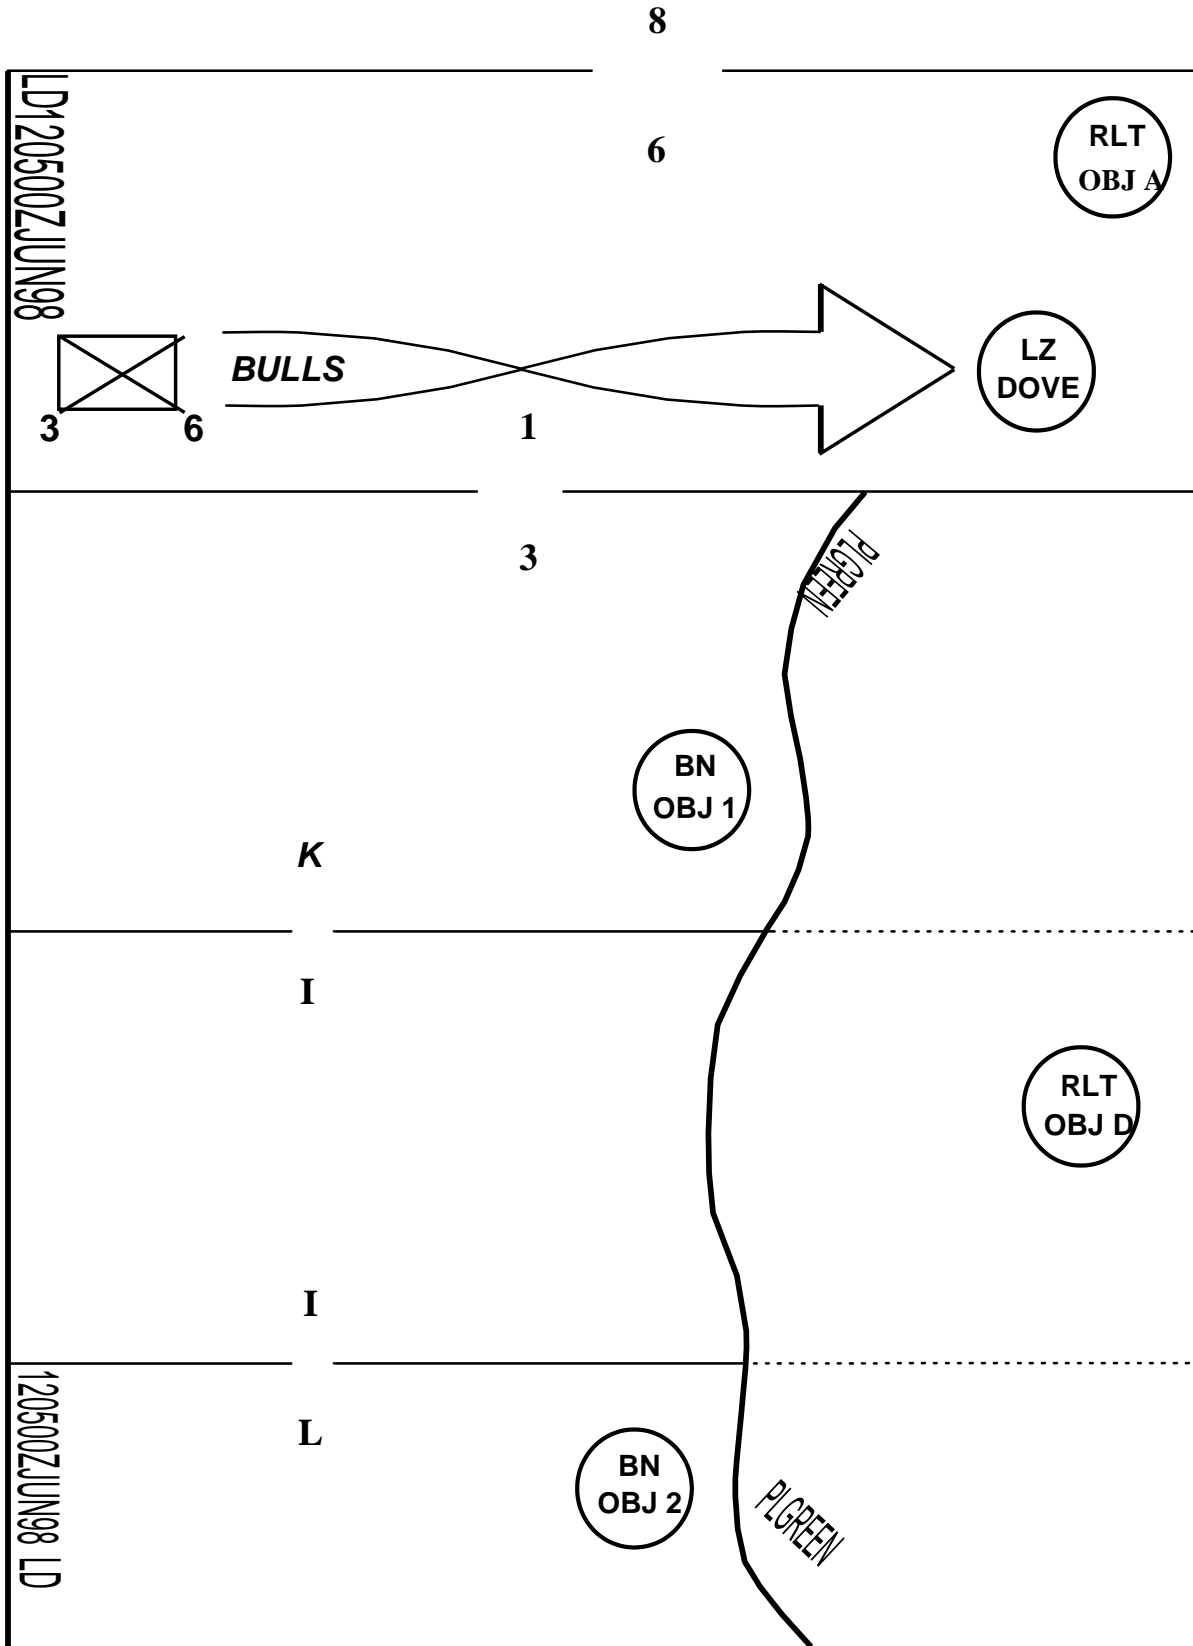 8
LD120500ZJUN98
6
RLT
OBJ A
BULLS
LZ
DOVE
3 6
1
3
PLGREEN
BN
OBJ 1
K
I
RLT
OBJ D
I
120500ZJUN98 LD
L
BN
OBJ 2
PLGREEN